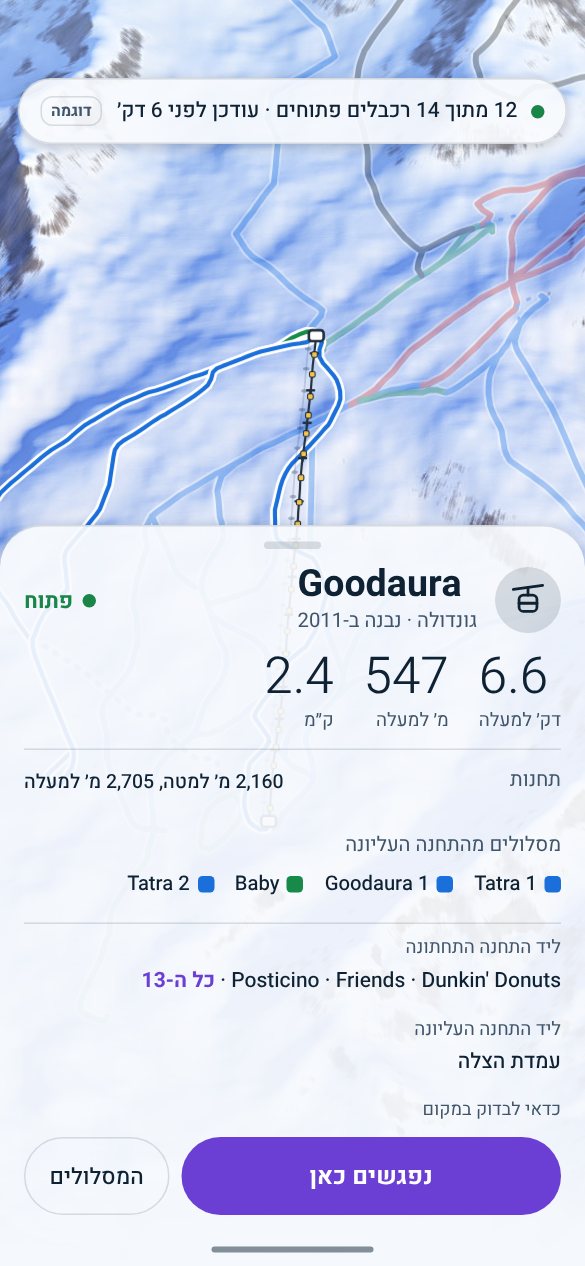 12 מתוך 14 רכבלים פתוחים · עודכן לפני 6 דק׳ דוגמה
Goodaura
פתוח
גונדולה · נבנה ב-2011
6.6 547 2.4
דק׳ למעלה מ׳ למעלה ק״מ
תחנות 2,160 מ׳ למטה, 2,705 מ׳ למעלה
מסלולים מהתחנה העליונה
Tatra 1 Goodaura 1 Baby Tatra 2
ליד התחנה התחתונה
Dunkin' Donuts · Friends · Posticino · כל ה-13
ליד התחנה העליונה
עמדת הצלה
כדאי לבדוק במקום
נפגשים כאן המסלולים